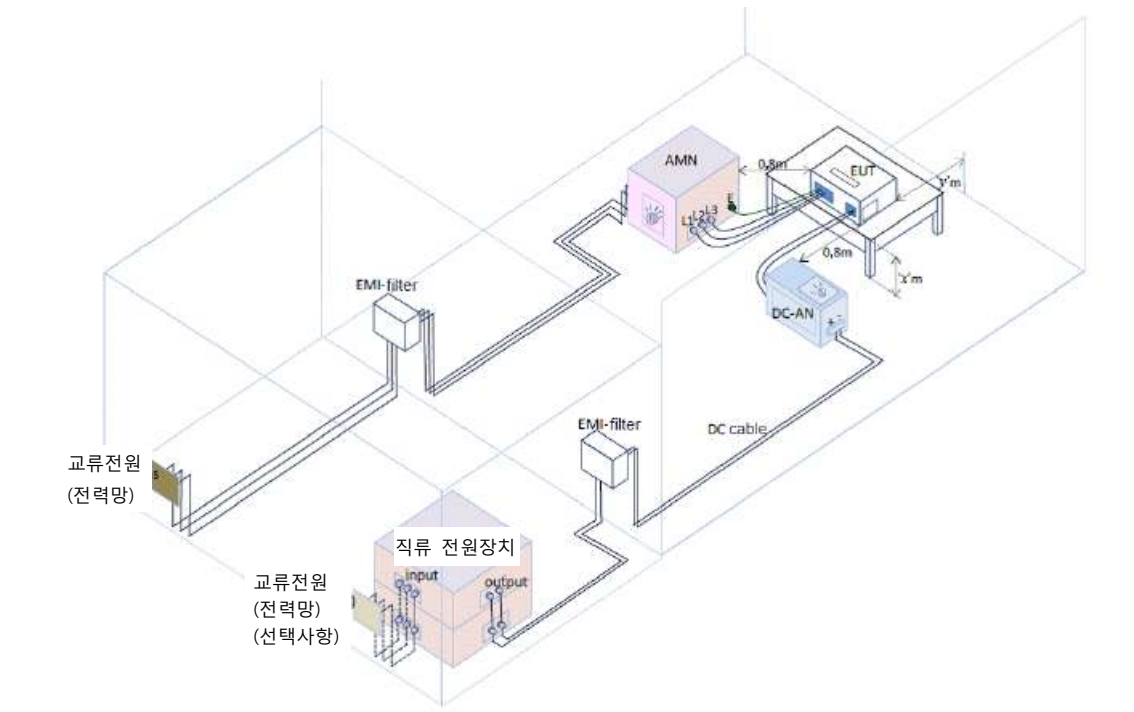 AMN
0,8m
EUT
E
L1 L2 L3
0,8m
DC-AN
+ -
EMI-filter
EMI-filter
DC cable
교류전원
(전력망)
s
직류 전원장치
input
output
교류전원
(전력망)
(선택사항)